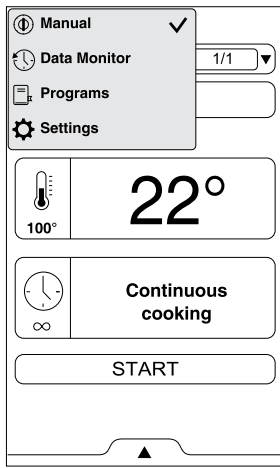 Manual
Data Monitor
1/1
Programs
Settings
22°
100°
Continuous
cooking
∞
START